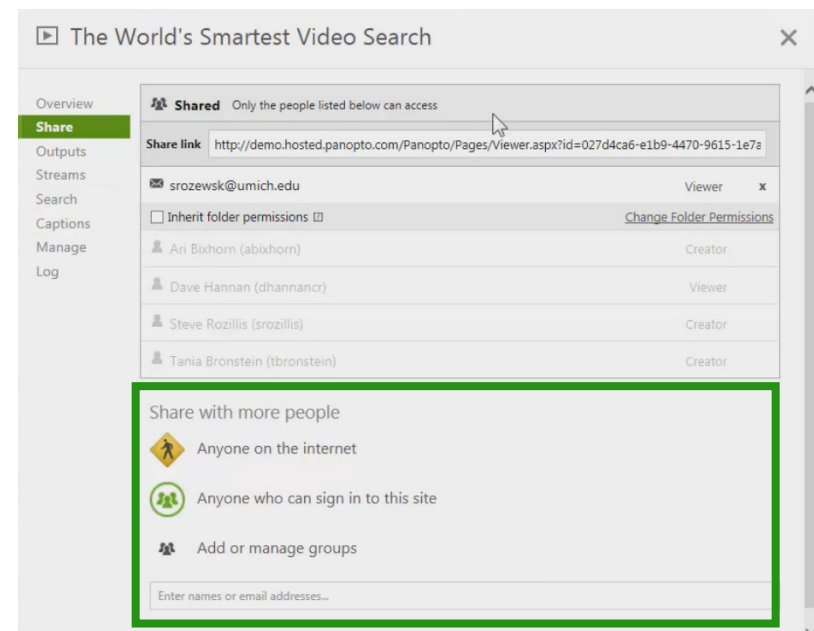 The World's Smartest Video Search
Overview
Share
Outputs
Streams
Search
Captions
Manage
Log
Shared Only the people listed below can access
Share link http://demo.hosted.panopto.com/Panopto/Pages/Viewer.aspx?id=027d4ca6-e1b9-4470-9615-1e7a
srozewsk@umich.edu Viewer x
Inherit folder permissions [?] Change Folder Permissions
Ari Bixhorn (abixhorn) Creator
Dave Hannan (dhannancr) Viewer
Steve Rozillis (srozillis) Creator
Tania Bronstein (tbronstein) Creator
Share with more people
Anyone on the internet
Anyone who can sign in to this site
Add or manage groups
Enter names or email addresses...